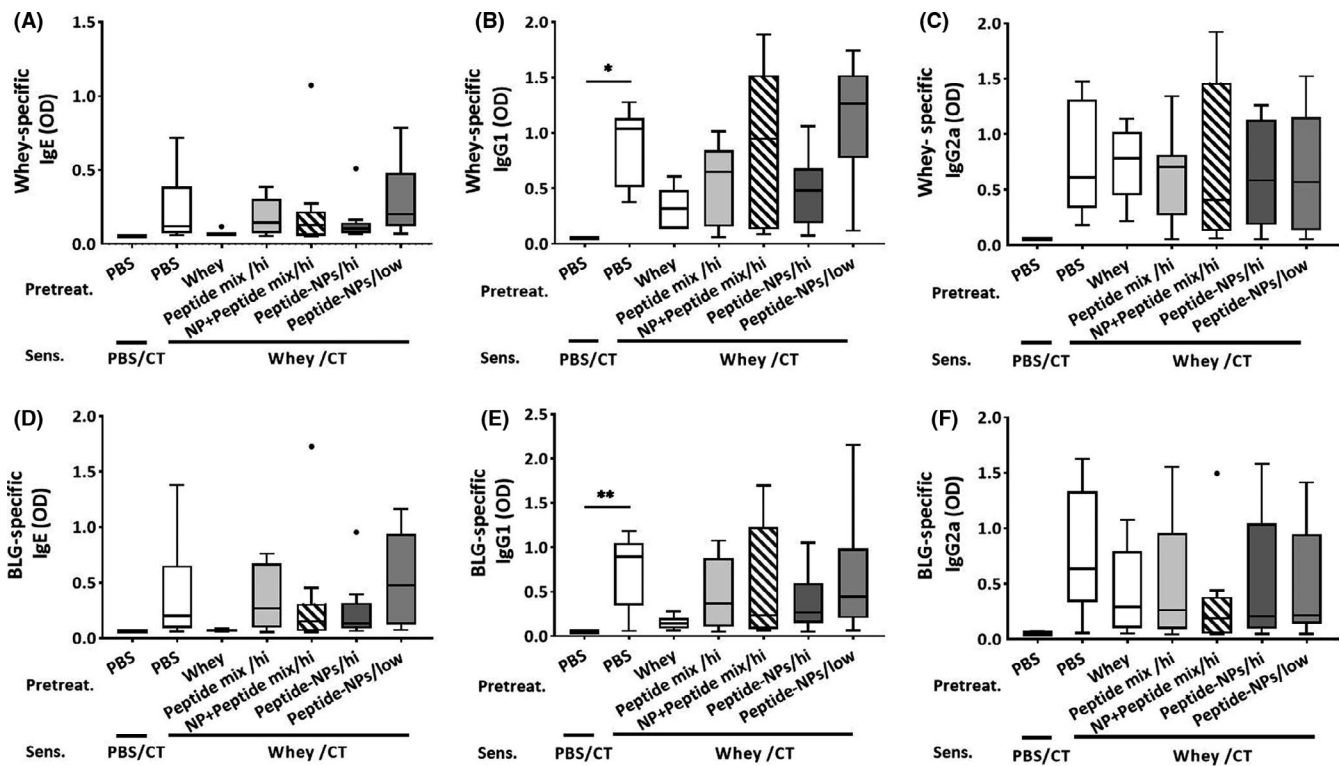 (A)
Whey-specific
IgE (OD)
1.5
1.0
0.5
0.0
PBS
PBS
Whey
Peptide mix /hi
NP+Peptide mix/hi
Peptide-NPs/hi
Peptide-NPs/low
Pretreat.
Sens.
PBS/CT
Whey /CT
(B)
Whey-specific
IgG1 (OD)
2.0
1.5
1.0
0.5
0.0
*
PBS
PBS
Whey
Peptide mix /hi
NP+Peptide mix/hi
Peptide-NPs/hi
Peptide-NPs/low
Pretreat.
Sens.
PBS/CT
Whey /CT
(C)
Whey- specific
IgG2a (OD)
2.0
1.5
1.0
0.5
0.0
PBS
PBS
Whey
Peptide mix /hi
NP+Peptide mix/hi
Peptide-NPs/hi
Peptide-NPs/low
Pretreat.
Sens.
PBS/CT
Whey /CT
(D)
BLG-specific
IgE (OD)
2.0
1.5
1.0
0.5
0.0
PBS
PBS
Whey
Peptide mix /hi
NP+Peptide mix/hi
Peptide-NPs/hi
Peptide-NPs/low
Pretreat.
Sens.
PBS/CT
Whey /CT
(E)
BLG-specific
IgG1 (OD)
2.5
2.0
1.5
1.0
0.5
0.0
**
PBS
PBS
Whey
Peptide mix /hi
NP+Peptide mix/hi
Peptide-NPs/hi
Peptide-NPs/low
Pretreat.
Sens.
PBS/CT
Whey /CT
(F)
BLG-specific
IgG2a (OD)
2.0
1.5
1.0
0.5
0.0
PBS
PBS
Whey
Peptide mix /hi
NP+Peptide mix/hi
Peptide-NPs/hi
Peptide-NPs/low
Pretreat.
Sens.
PBS/CT
Whey /CT